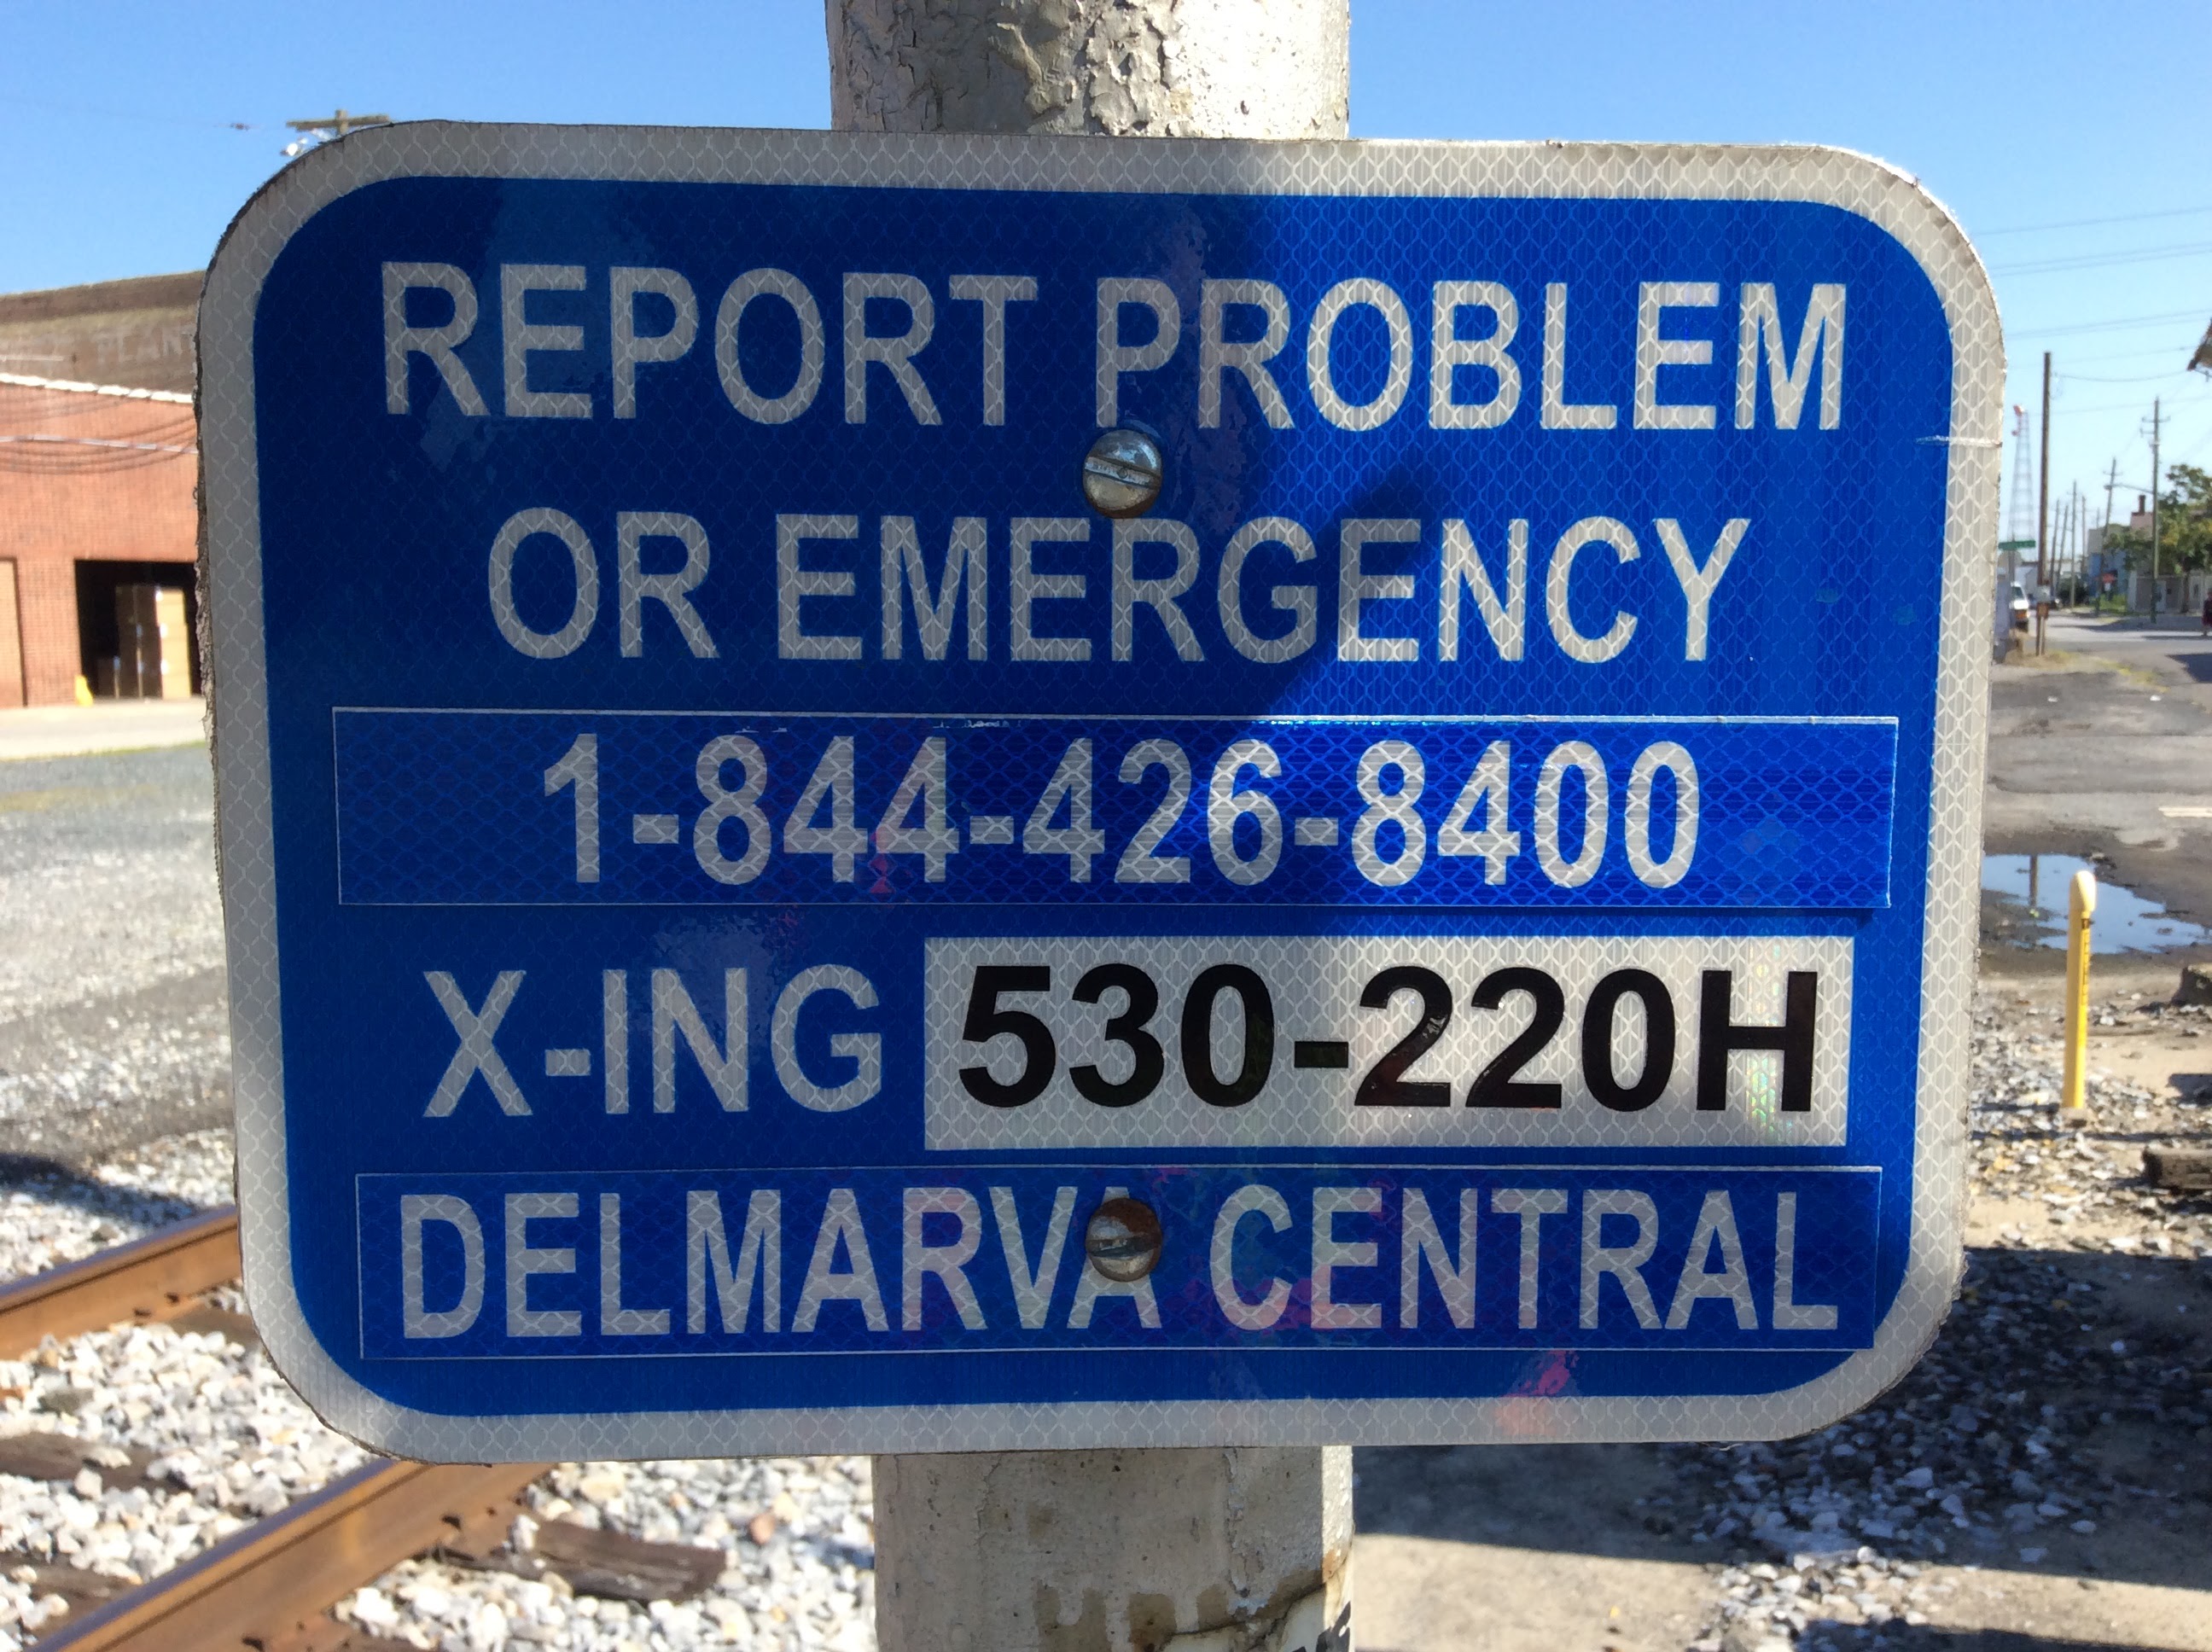 REPORT PROBLEM
OR EMERGENCY
1-844-426-8400
X-ING 530-220H
DELMARVA CENTRAL